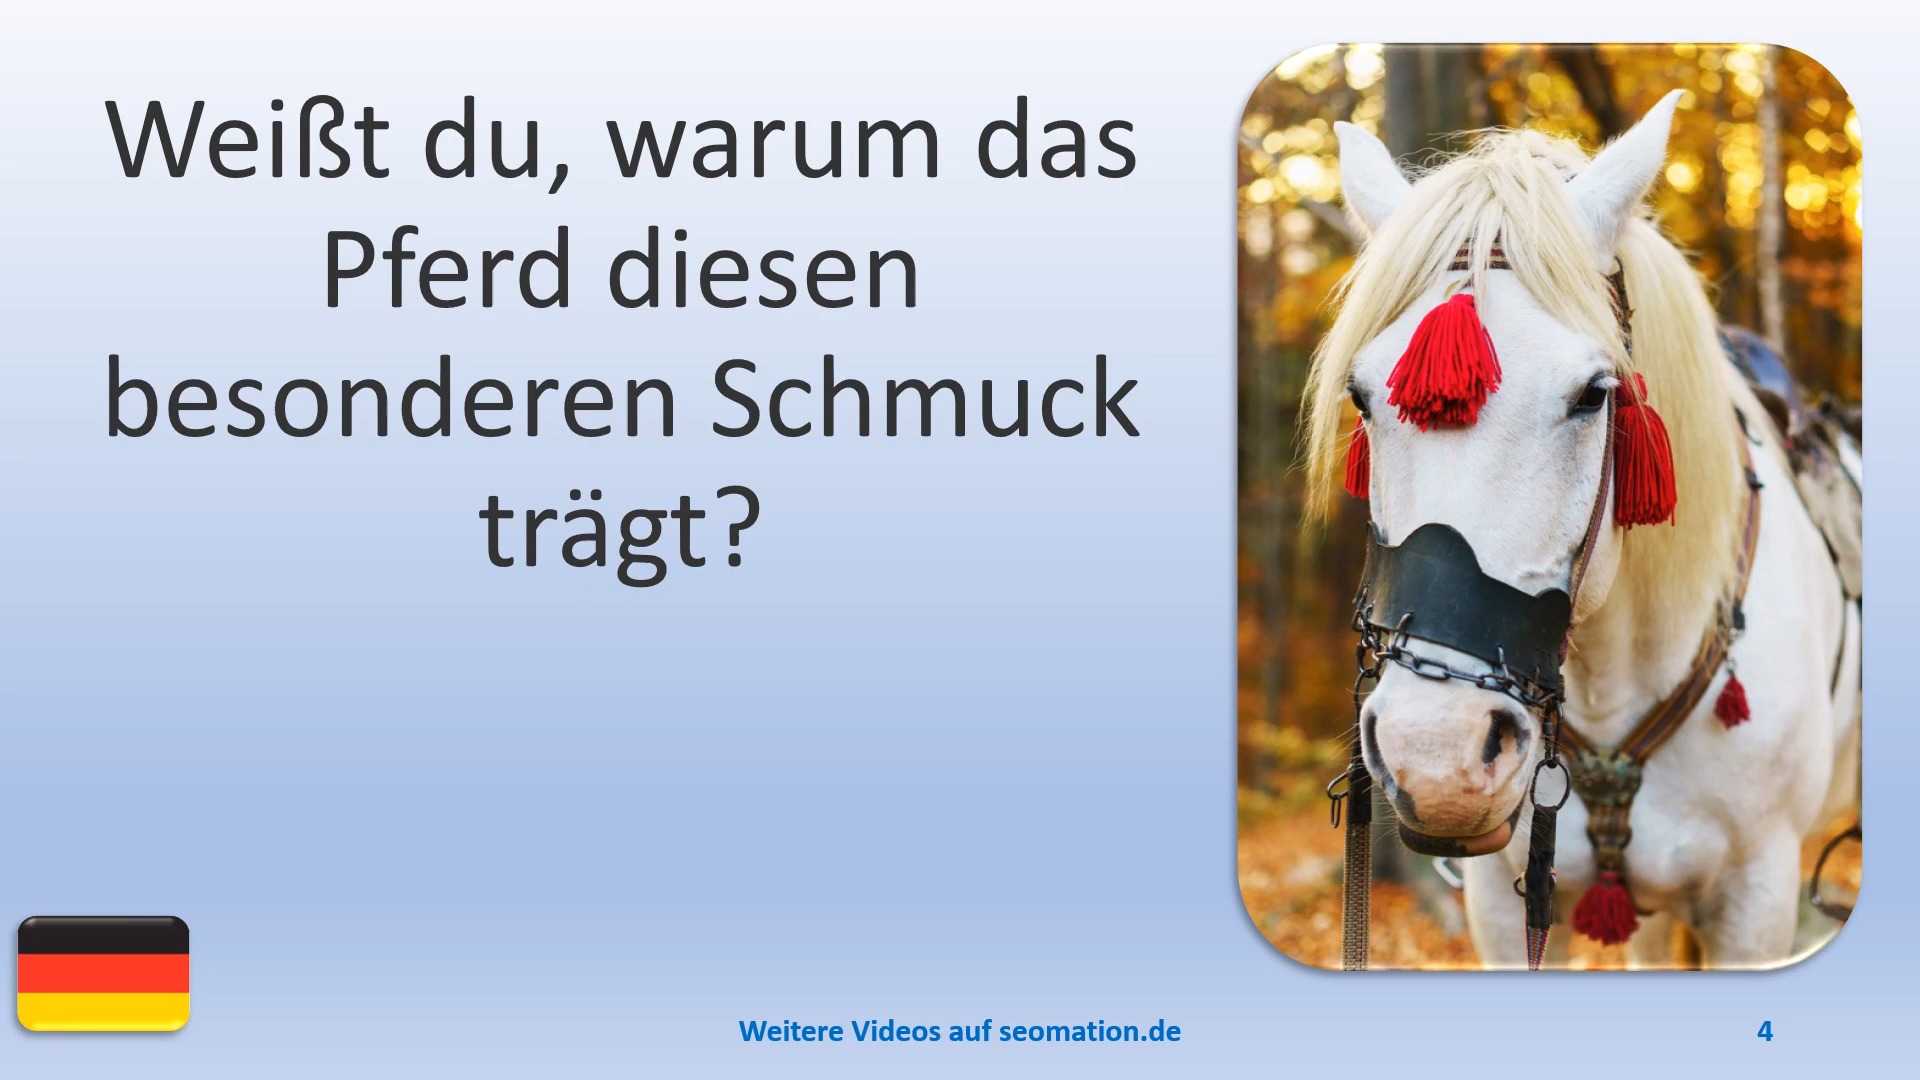 Weißt du, warum das
Pferd diesen
besonderen Schmuck
trägt?
Weitere Videos auf seomation.de
4